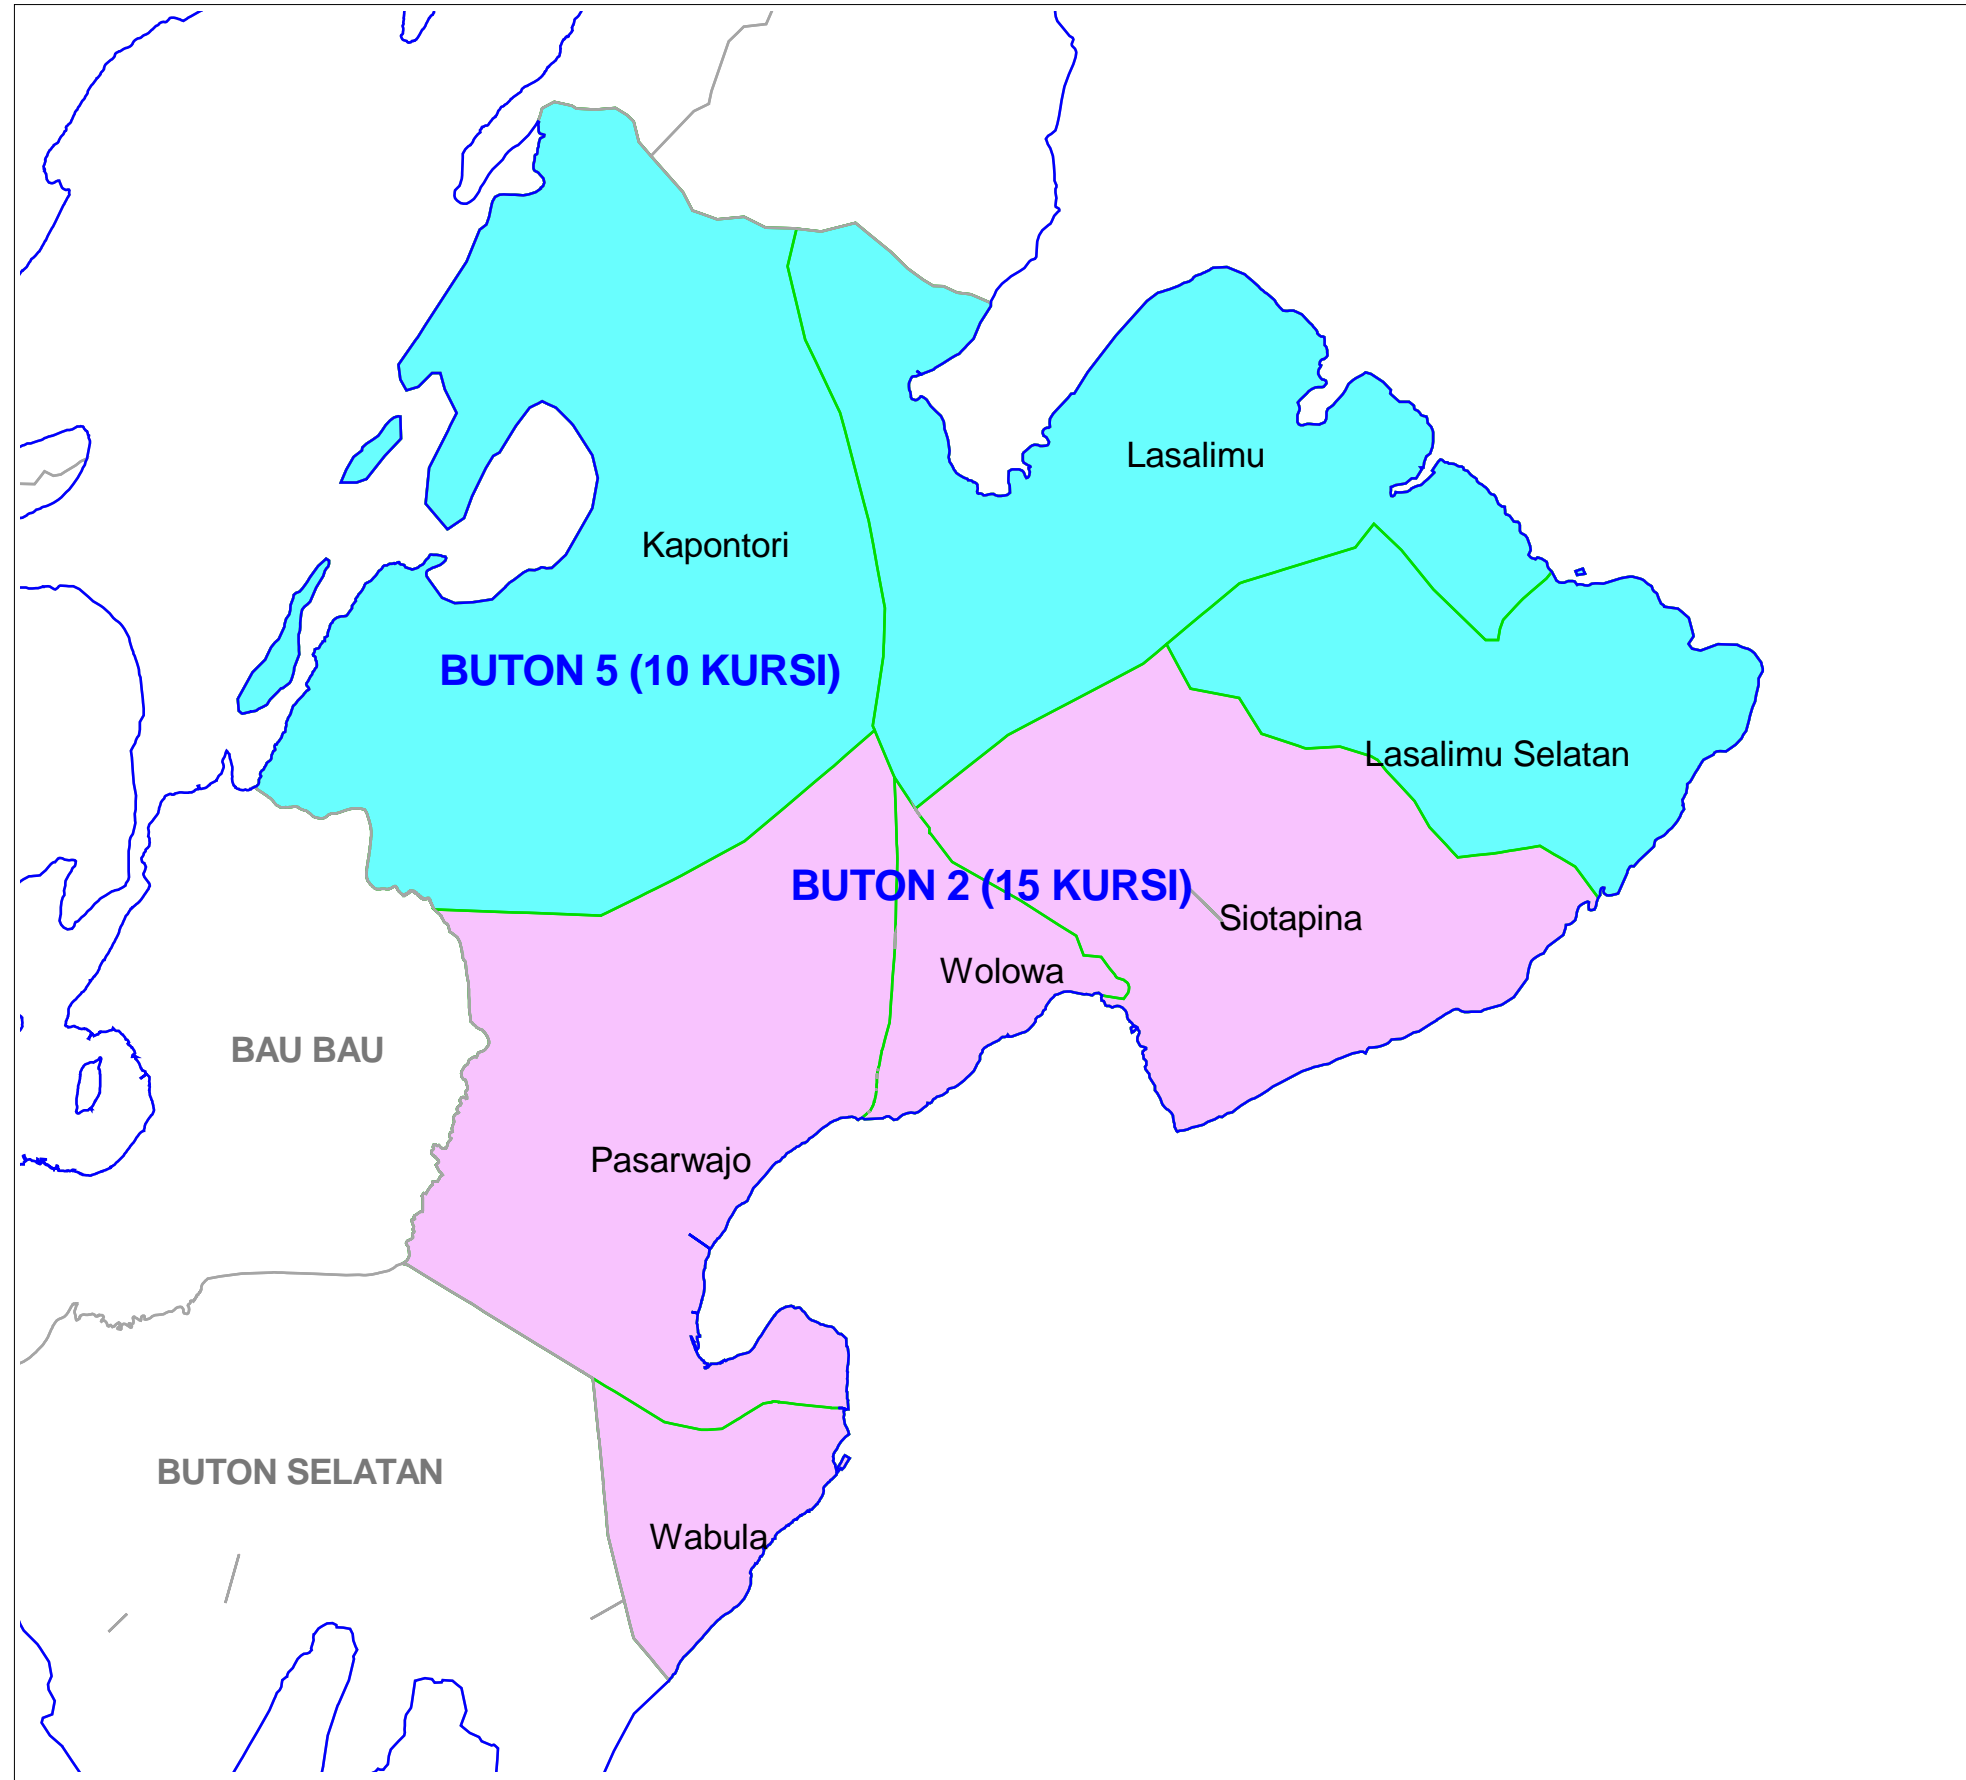 Lasalimu
Kapontori
BUTON 5 (10 KURSI)
Lasalimu Selatan
BUTON 2 (15 KURSI)
Siotapina
Wolowa
BAU BAU
Pasarwajo
BUTON SELATAN
Wabula